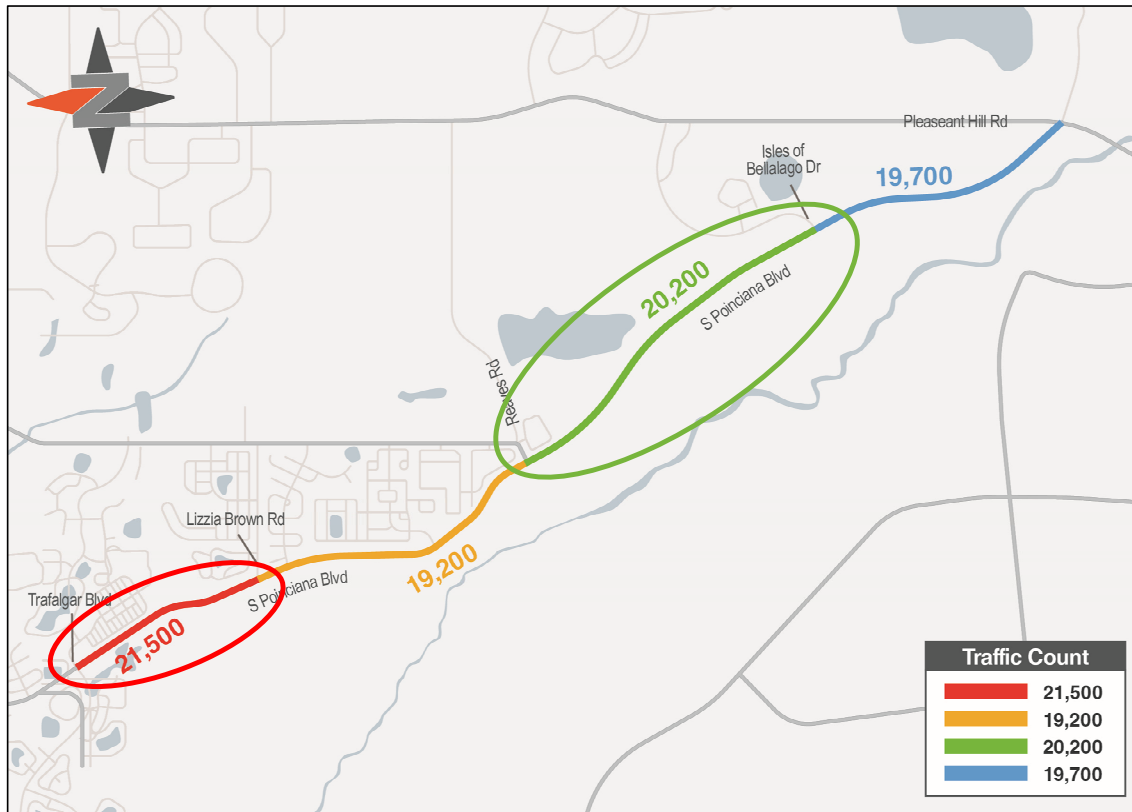 Pleaseant Hill Rd
Isles of
Bellalago Dr
19,700
20,200
S Poinciana Blvd
Reaves Rd
Lizzia Brown Rd
19,200
S Poinciana Blvd
Trafalgar Blvd
21,500
Traffic Count
21,500
19,200
20,200
19,700
N